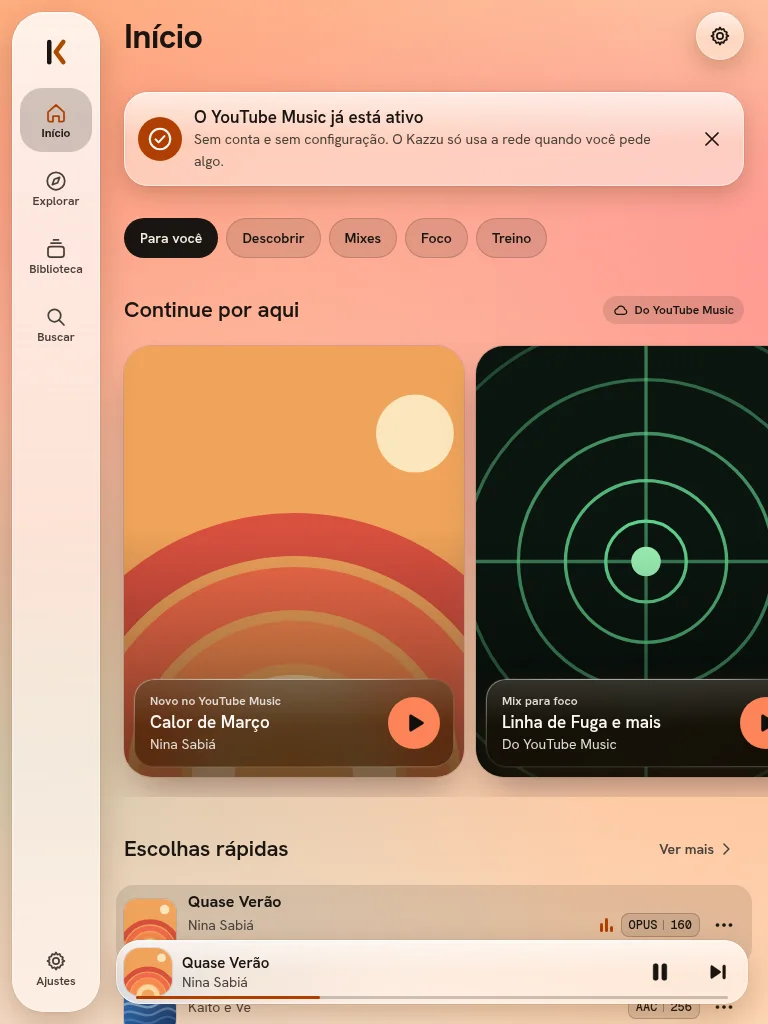 Início
O YouTube Music já está ativo
Sem conta e sem configuração. O Kazzu só usa a rede quando você pede
algo.
Início
Explorar
Biblioteca
Buscar
Ajustes
Para você
Descobrir
Mixes
Foco
Treino
Continue por aqui
Do YouTube Music
Novo no YouTube Music
Calor de Março
Nina Sabiá
Mix para foco
Linha de Fuga e mais
Do YouTube Music
Escolhas rápidas
Ver mais
Quase Verão
Nina Sabiá
OPUS | 160
Quase Verão
Nina Sabiá
Kaito e Ve
AAC | 256